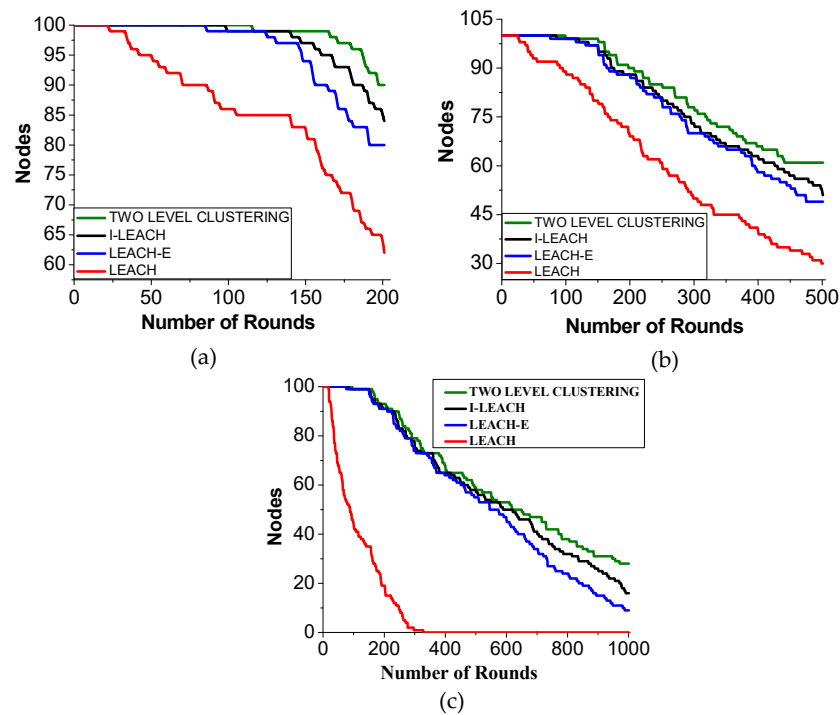 100
95
90
85
80
75
70
65
60
Nodes
TWO LEVEL CLUSTERING
I-LEACH
LEACH-E
LEACH
0 50 100 150 200
Number of Rounds
(a)
105
90
75
60
45
30
Nodes
TWO LEVEL CLUSTERING
I-LEACH
LEACH-E
LEACH
0 100 200 300 400 500
Number of Rounds
(b)
100
80
60
40
20
0
Nodes
TWO LEVEL CLUSTERING
I-LEACH
LEACH-E
LEACH
0 200 400 600 800 1000
Number of Rounds
(c)